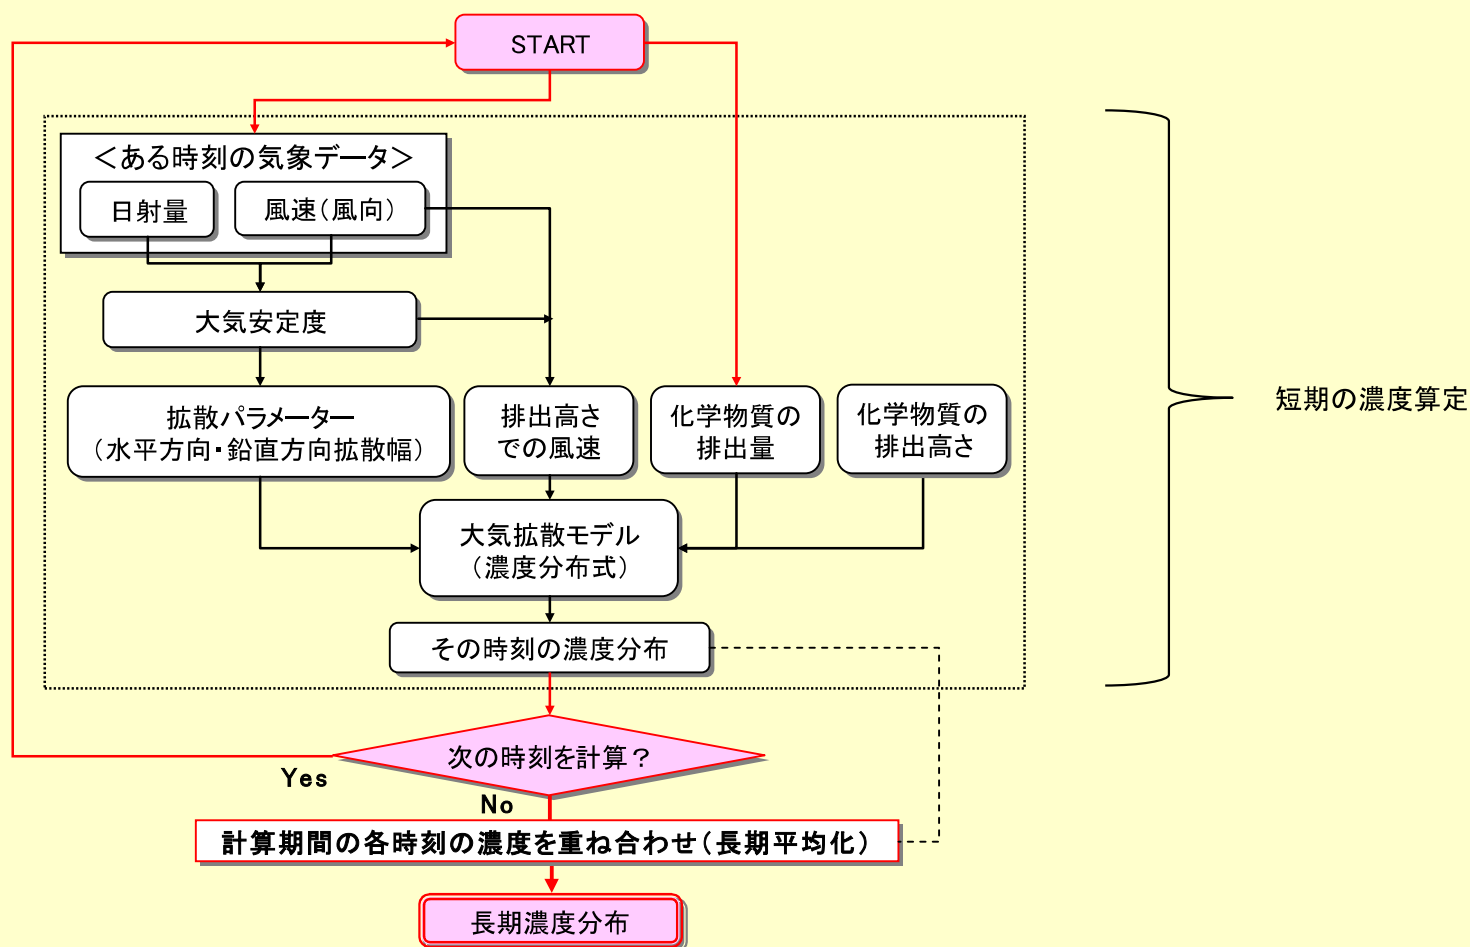 START
＜ある時刻の気象データ＞
日射量
風速（風向）
大気安定度
拡散パラメーター
（水平方向・鉛直方向拡散幅）
排出高さ
での風速
化学物質の
排出量
化学物質の
排出高さ
短期の濃度算定
大気拡散モデル
（濃度分布式）
その時刻の濃度分布
次の時刻を計算？
Yes
No
計算期間の各時刻の濃度を重ね合わせ（長期平均化）
長期濃度分布